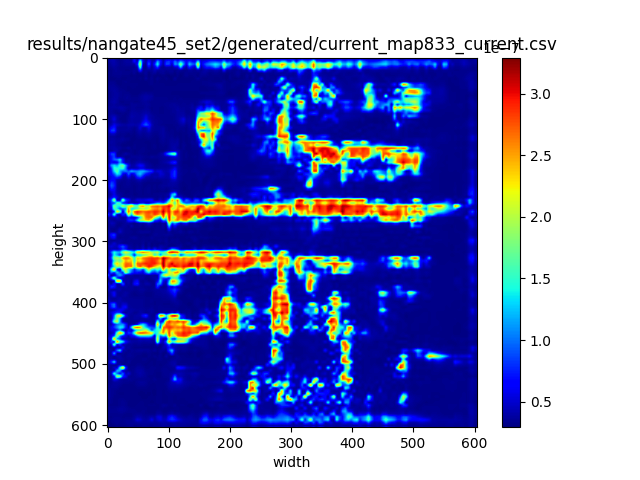 results/nangate45_set2/generated/current_map833_current.csv
1e−7
0
100
200
300
400
500
600
height
0 100 200 300 400 500 600
width
3.0
2.5
2.0
1.5
1.0
0.5